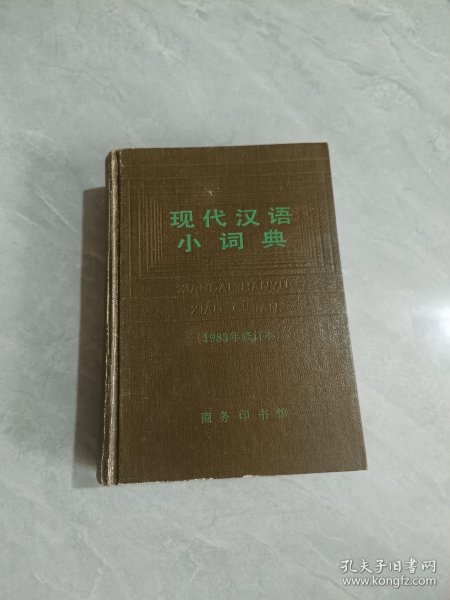 现代汉语
小词典
XIANDAI HANYU
XIAO CIDIAN
(1983年修订本)
商务印书馆
孔夫子旧书网
www.kongfz.com